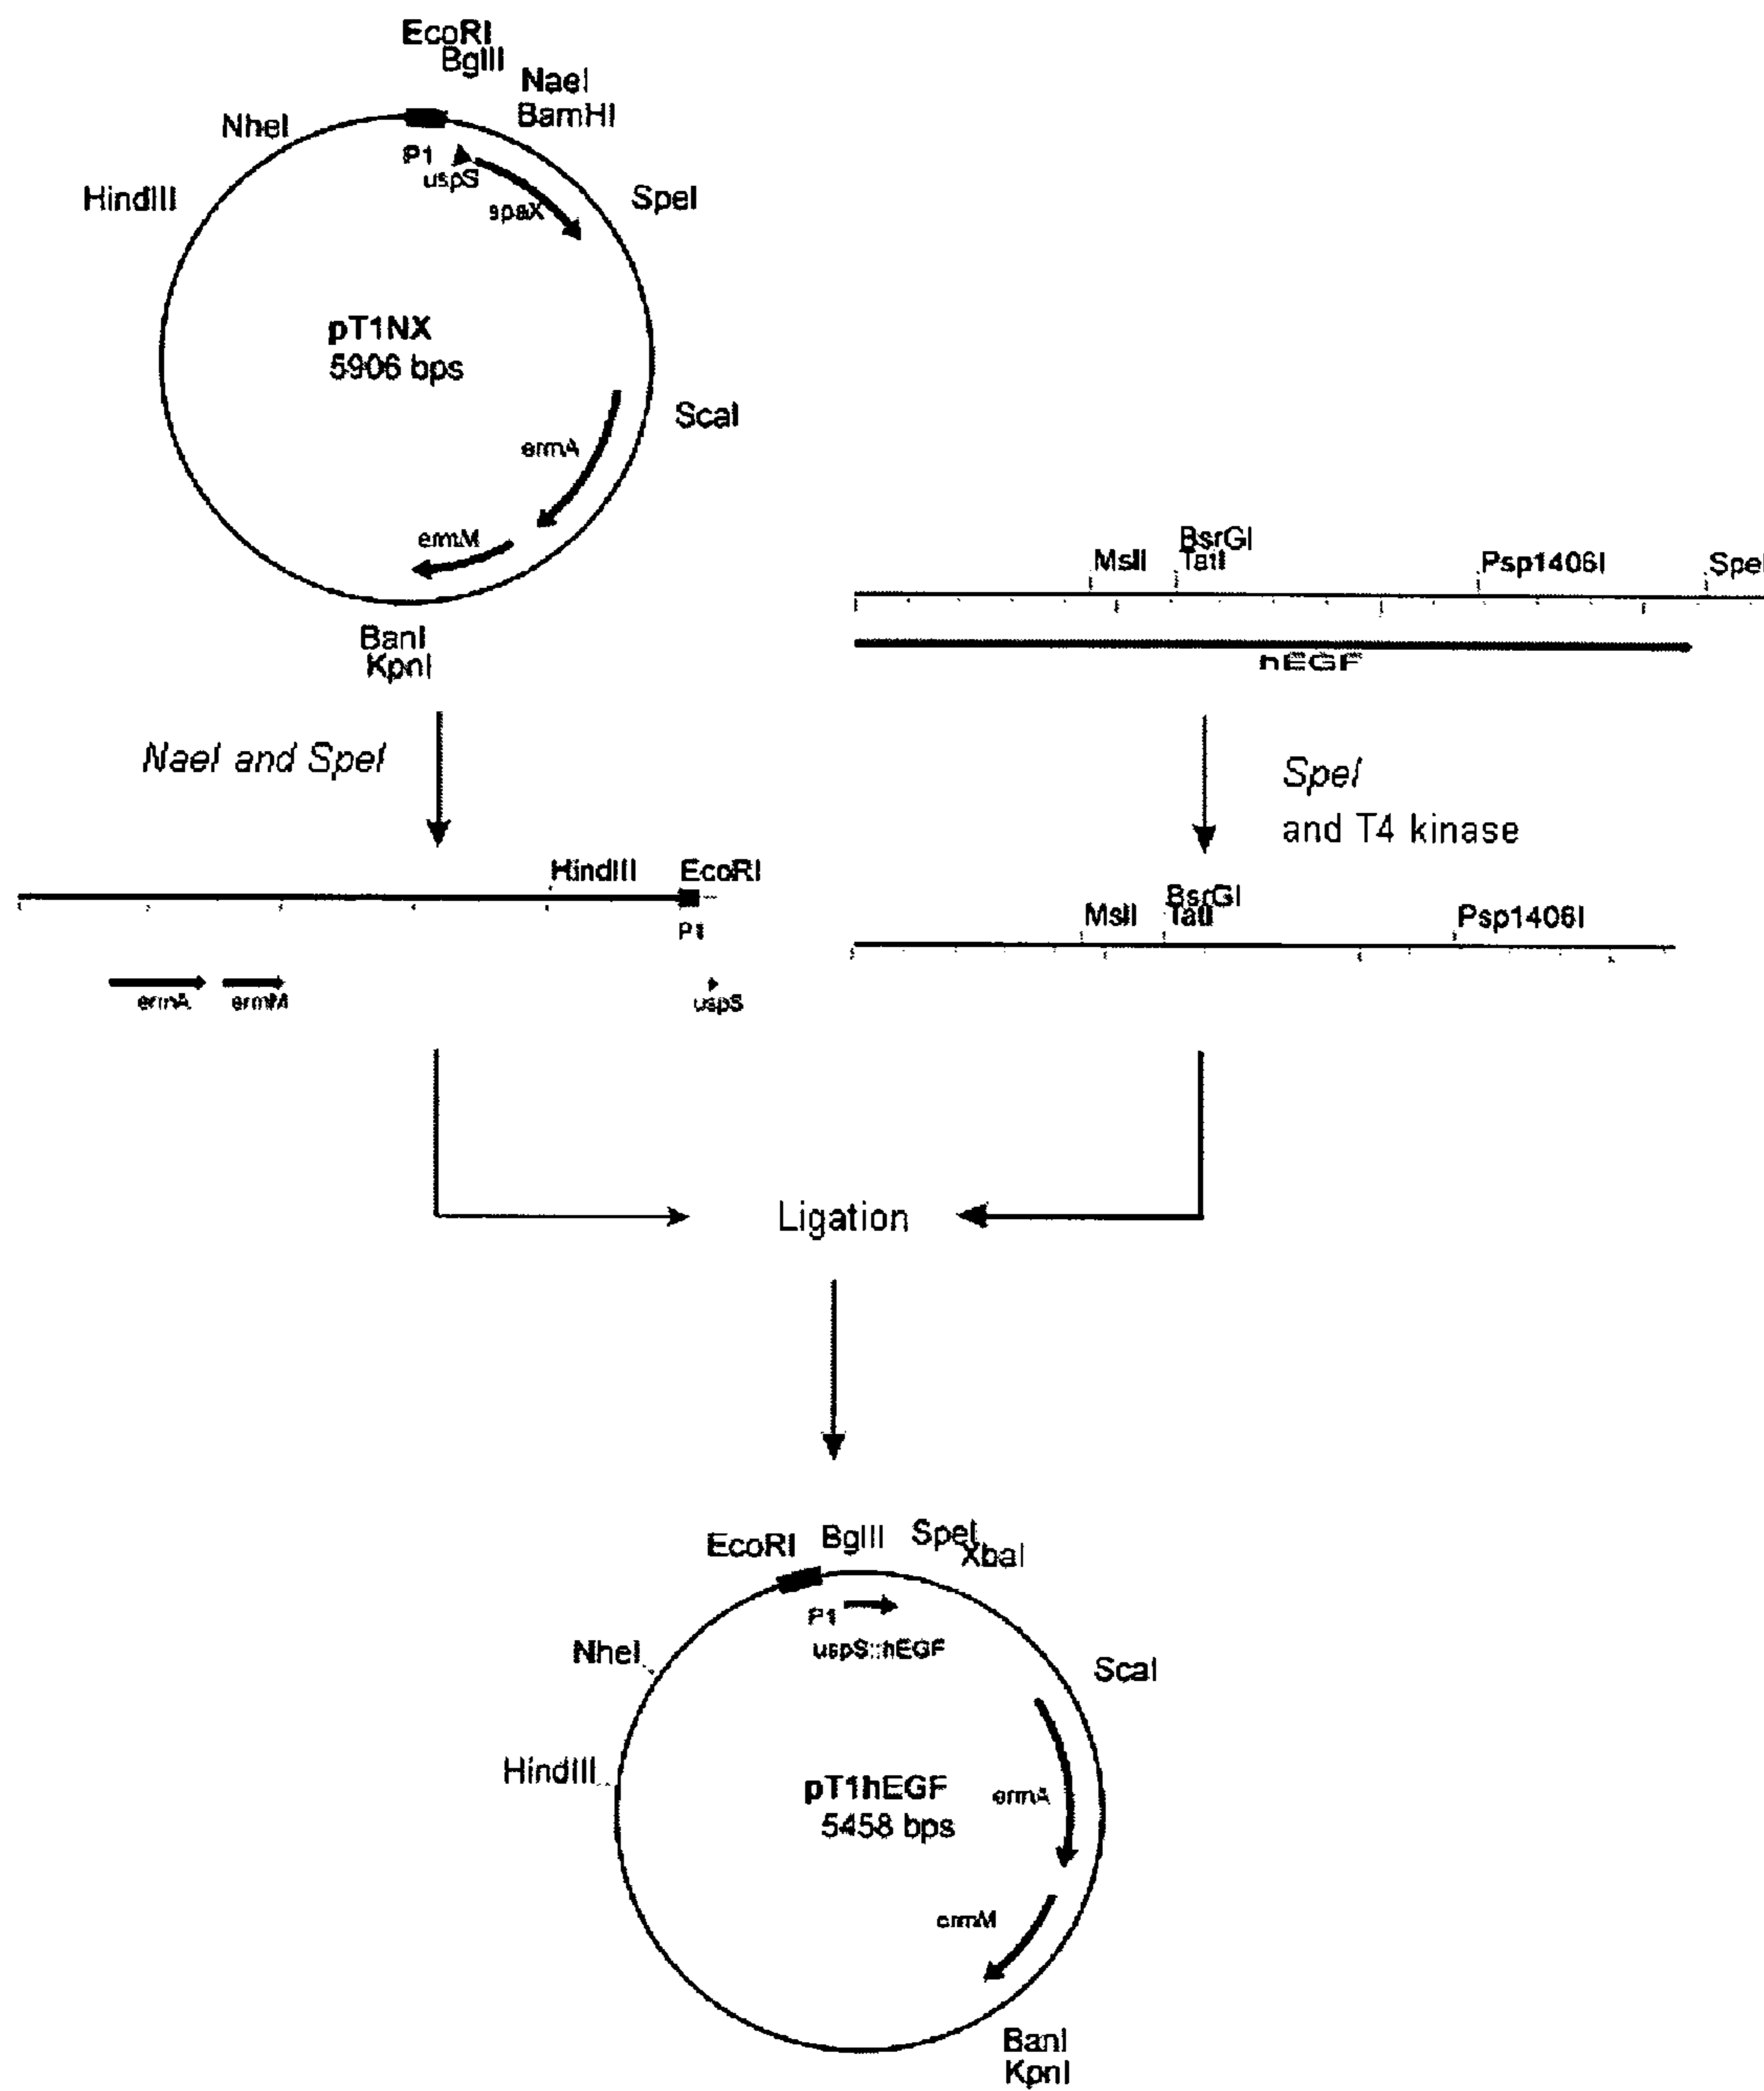 EcoRI
BglII
NaeI
BamHI
NheI
P1
uspS
HindIII
SpeI
spaX
pT1NX
5906 bps
ScaI
ermA
ermM
BanI
KpnI
BsrGI
MslI TatI Psp1406I SpeI
hEGF
NaeI and SpeI
SpeI
and T4 kinase
HindIII EcoRI
P1
ermA ermM uspS
BsrGI
MslI TatI Psp1406I
Ligation
EcoRI BglII SpeI
XbaI
P1
uspS::hEGF
NheI
ScaI
HindIII
pT1hEGF
5458 bps
ermA
ermM
BanI
KpnI